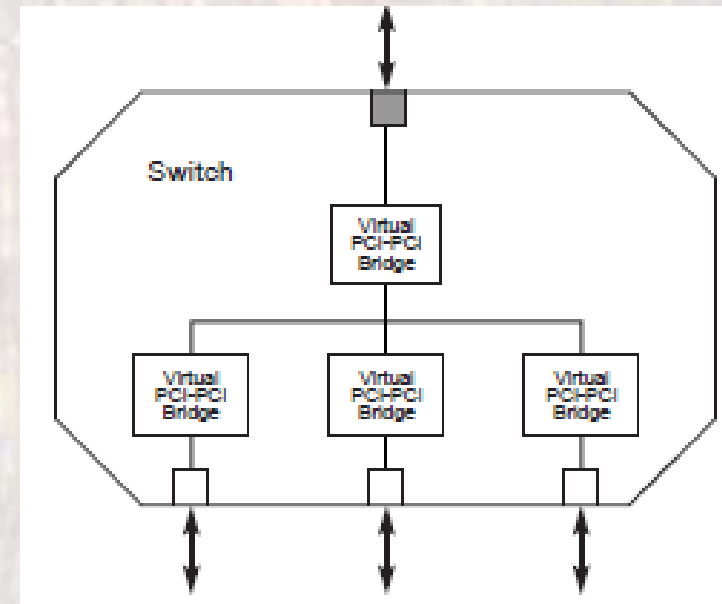 Switch
Virtual
PCI-PCI
Bridge
Virtual
PCI-PCI
Bridge
Virtual
PCI-PCI
Bridge
Virtual
PCI-PCI
Bridge